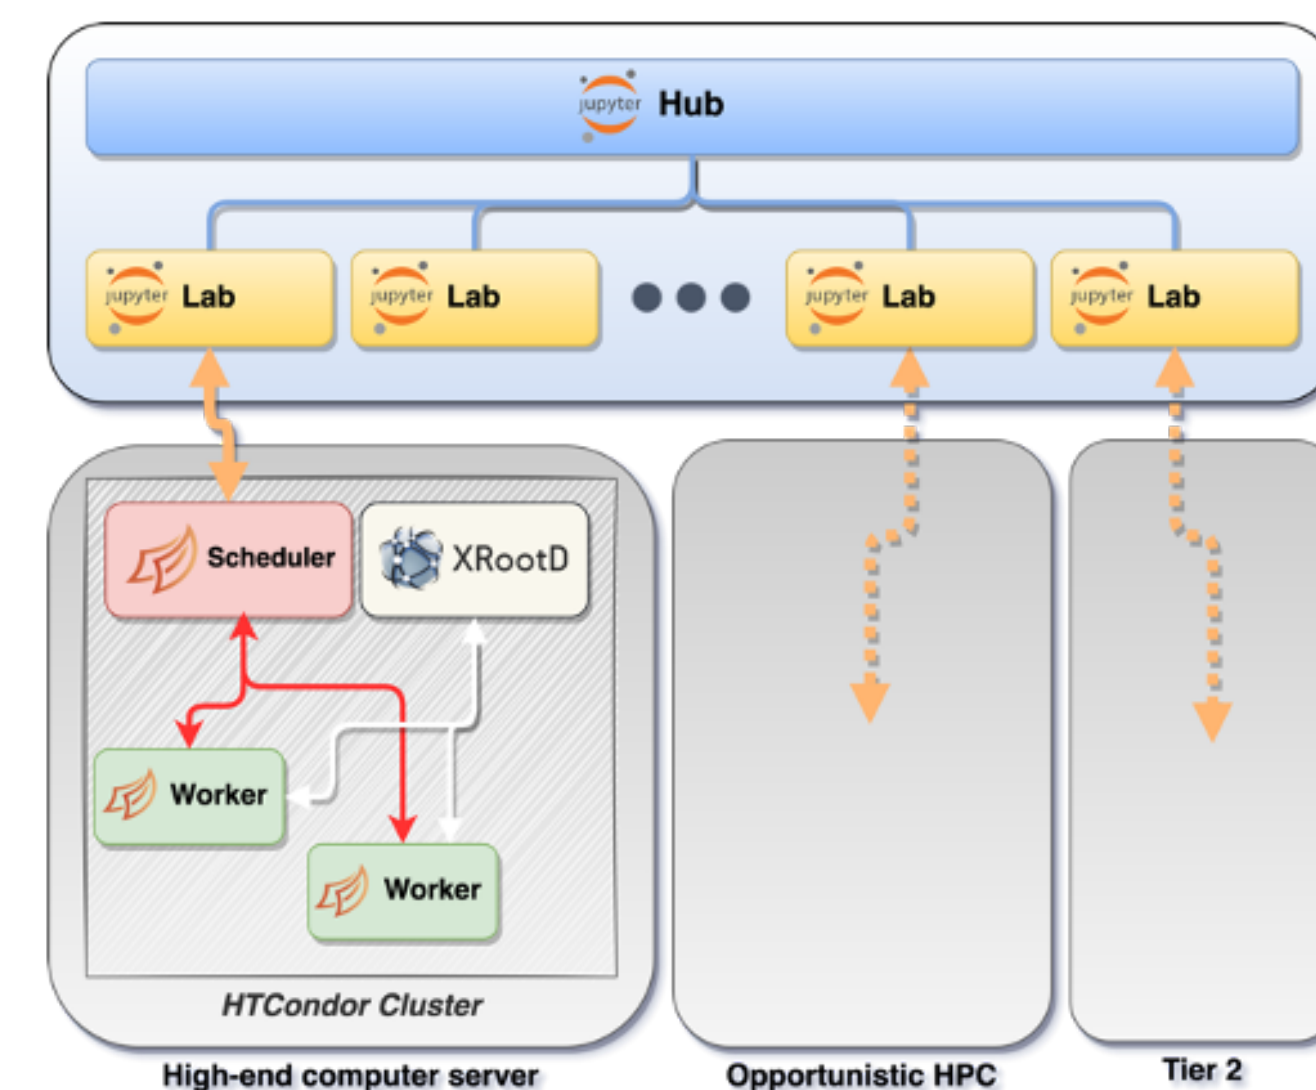 jupyter Hub
jupyter Lab
jupyter Lab
jupyter Lab
jupyter Lab
Scheduler
XRootD
Worker
Worker
HTCondor Cluster
High-end computer server
Opportunistic HPC
Tier 2